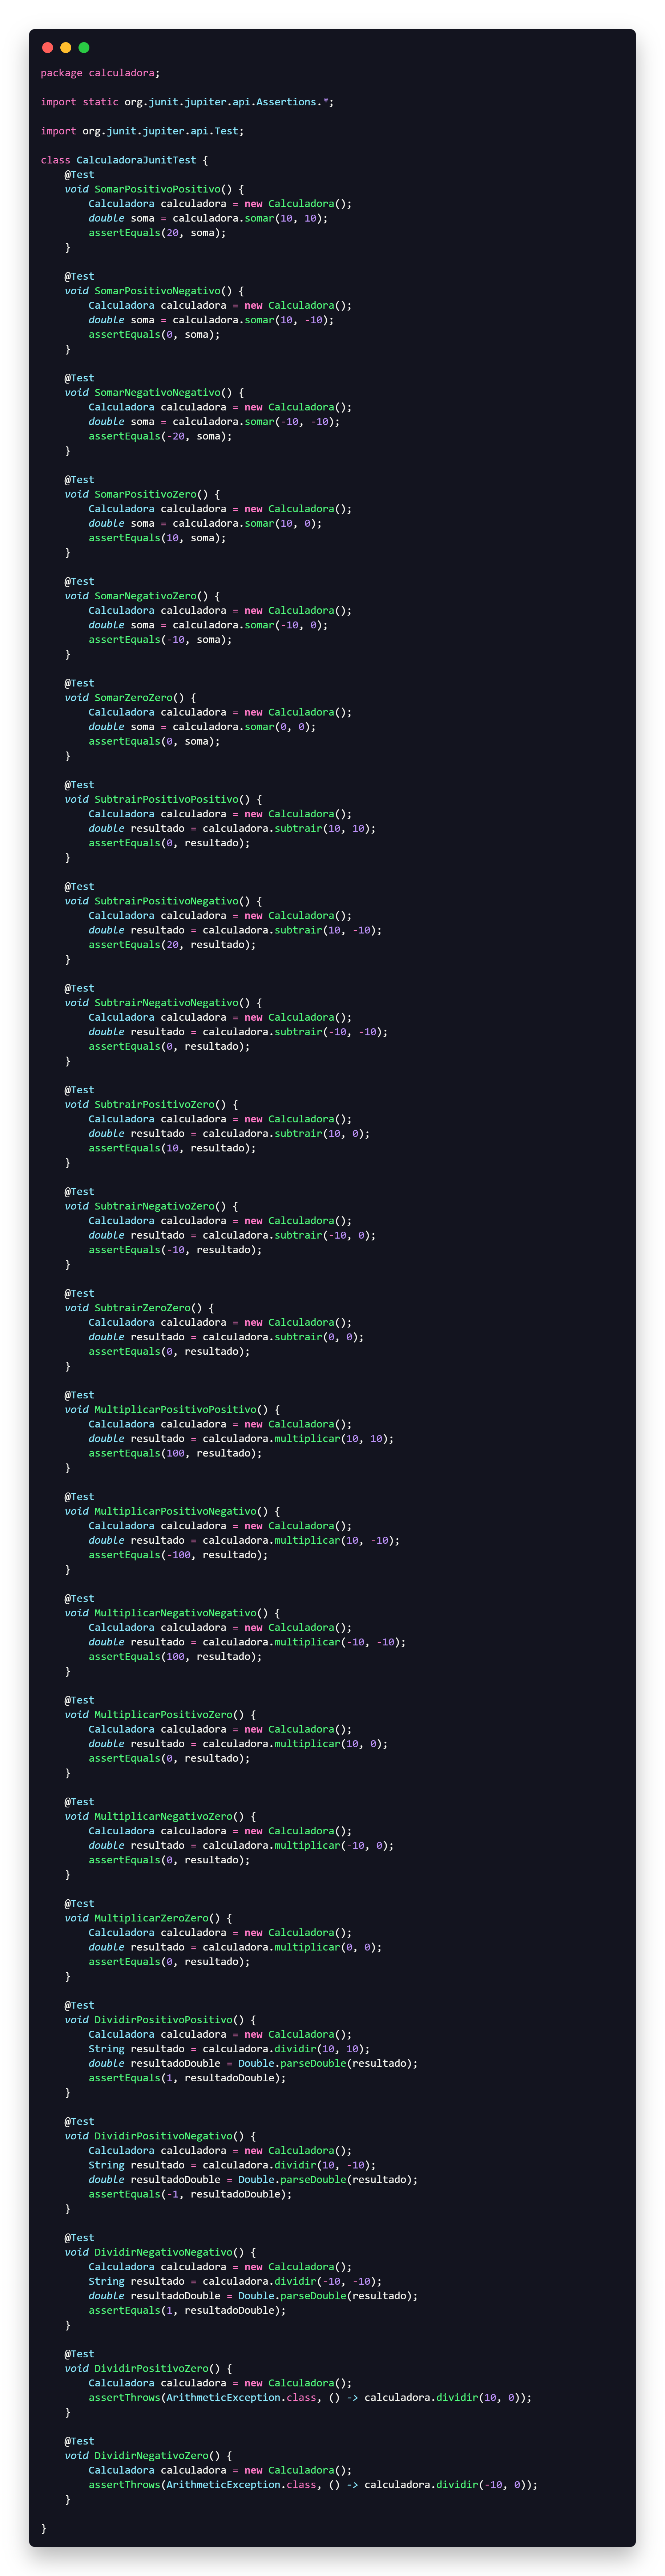 package calculadora;

import static org.junit.jupiter.api.Assertions.*;

import org.junit.jupiter.api.Test;

class CalculadoraJunitTest {
    @Test
    void SomarPositivoPositivo() {
        Calculadora calculadora = new Calculadora();
        double soma = calculadora.somar(10, 10);
        assertEquals(20, soma);
    }

    @Test
    void SomarPositivoNegativo() {
        Calculadora calculadora = new Calculadora();
        double soma = calculadora.somar(10, -10);
        assertEquals(0, soma);
    }

    @Test
    void SomarNegativoNegativo() {
        Calculadora calculadora = new Calculadora();
        double soma = calculadora.somar(-10, -10);
        assertEquals(-20, soma);
    }

    @Test
    void SomarPositivoZero() {
        Calculadora calculadora = new Calculadora();
        double soma = calculadora.somar(10, 0);
        assertEquals(10, soma);
    }

    @Test
    void SomarNegativoZero() {
        Calculadora calculadora = new Calculadora();
        double soma = calculadora.somar(-10, 0);
        assertEquals(-10, soma);
    }

    @Test
    void SomarZeroZero() {
        Calculadora calculadora = new Calculadora();
        double soma = calculadora.somar(0, 0);
        assertEquals(0, soma);
    }

    @Test
    void SubtrairPositivoPositivo() {
        Calculadora calculadora = new Calculadora();
        double resultado = calculadora.subtrair(10, 10);
        assertEquals(0, resultado);
    }

    @Test
    void SubtrairPositivoNegativo() {
        Calculadora calculadora = new Calculadora();
        double resultado = calculadora.subtrair(10, -10);
        assertEquals(20, resultado);
    }

    @Test
    void SubtrairNegativoNegativo() {
        Calculadora calculadora = new Calculadora();
        double resultado = calculadora.subtrair(-10, -10);
        assertEquals(0, resultado);
    }

    @Test
    void SubtrairPositivoZero() {
        Calculadora calculadora = new Calculadora();
        double resultado = calculadora.subtrair(10, 0);
        assertEquals(10, resultado);
    }

    @Test
    void SubtrairNegativoZero() {
        Calculadora calculadora = new Calculadora();
        double resultado = calculadora.subtrair(-10, 0);
        assertEquals(-10, resultado);
    }

    @Test
    void SubtrairZeroZero() {
        Calculadora calculadora = new Calculadora();
        double resultado = calculadora.subtrair(0, 0);
        assertEquals(0, resultado);
    }

    @Test
    void MultiplicarPositivoPositivo() {
        Calculadora calculadora = new Calculadora();
        double resultado = calculadora.multiplicar(10, 10);
        assertEquals(100, resultado);
    }

    @Test
    void MultiplicarPositivoNegativo() {
        Calculadora calculadora = new Calculadora();
        double resultado = calculadora.multiplicar(10, -10);
        assertEquals(-100, resultado);
    }

    @Test
    void MultiplicarNegativoNegativo() {
        Calculadora calculadora = new Calculadora();
        double resultado = calculadora.multiplicar(-10, -10);
        assertEquals(100, resultado);
    }

    @Test
    void MultiplicarPositivoZero() {
        Calculadora calculadora = new Calculadora();
        double resultado = calculadora.multiplicar(10, 0);
        assertEquals(0, resultado);
    }

    @Test
    void MultiplicarNegativoZero() {
        Calculadora calculadora = new Calculadora();
        double resultado = calculadora.multiplicar(-10, 0);
        assertEquals(0, resultado);
    }

    @Test
    void MultiplicarZeroZero() {
        Calculadora calculadora = new Calculadora();
        double resultado = calculadora.multiplicar(0, 0);
        assertEquals(0, resultado);
    }

    @Test
    void DividirPositivoPositivo() {
        Calculadora calculadora = new Calculadora();
        String resultado = calculadora.dividir(10, 10);
        double resultadoDouble = Double.parseDouble(resultado);
        assertEquals(1, resultadoDouble);
    }

    @Test
    void DividirPositivoNegativo() {
        Calculadora calculadora = new Calculadora();
        String resultado = calculadora.dividir(10, -10);
        double resultadoDouble = Double.parseDouble(resultado);
        assertEquals(-1, resultadoDouble);
    }

    @Test
    void DividirNegativoNegativo() {
        Calculadora calculadora = new Calculadora();
        String resultado = calculadora.dividir(-10, -10);
        double resultadoDouble = Double.parseDouble(resultado);
        assertEquals(1, resultadoDouble);
    }

    @Test
    void DividirPositivoZero() {
        Calculadora calculadora = new Calculadora();
        assertThrows(ArithmeticException.class, () -> calculadora.dividir(10, 0));
    }

    @Test
    void DividirNegativoZero() {
        Calculadora calculadora = new Calculadora();
        assertThrows(ArithmeticException.class, () -> calculadora.dividir(-10, 0));
    }

}